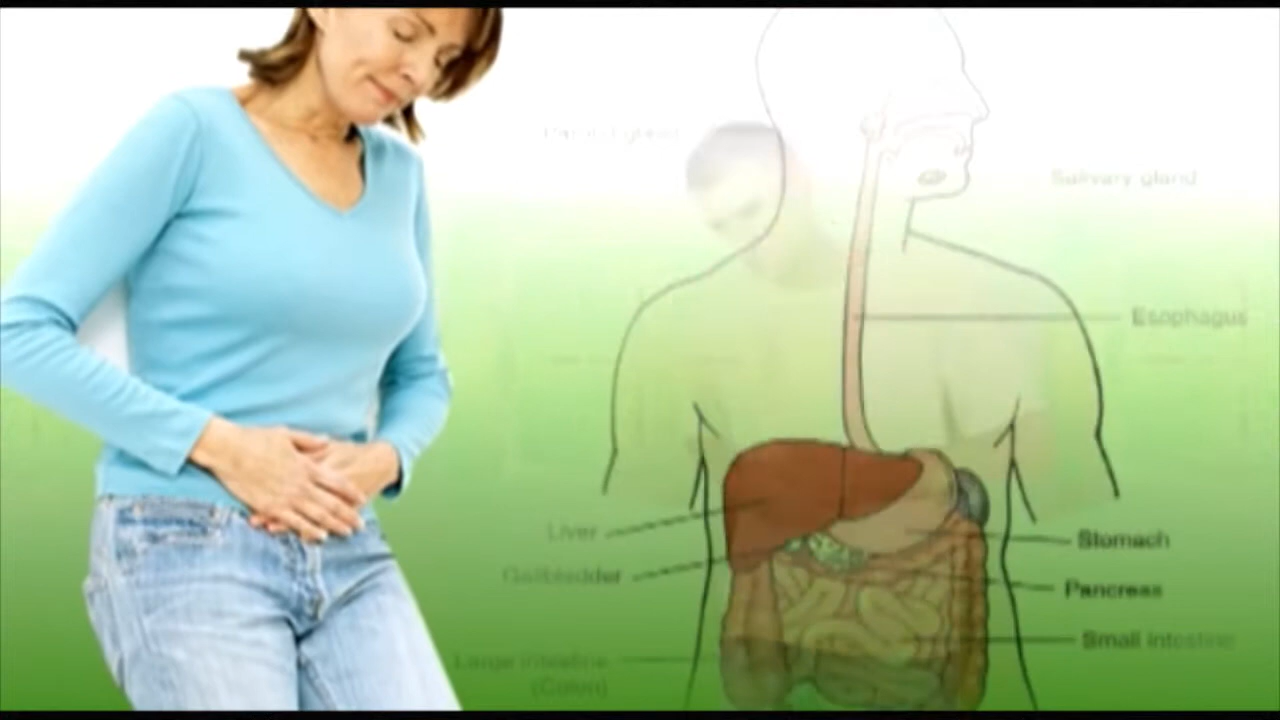 Salivary gland
Esophagus
Liver
Gallbladder
Stomach
Pancreas
Small intestine
Large intestine
(Colon)